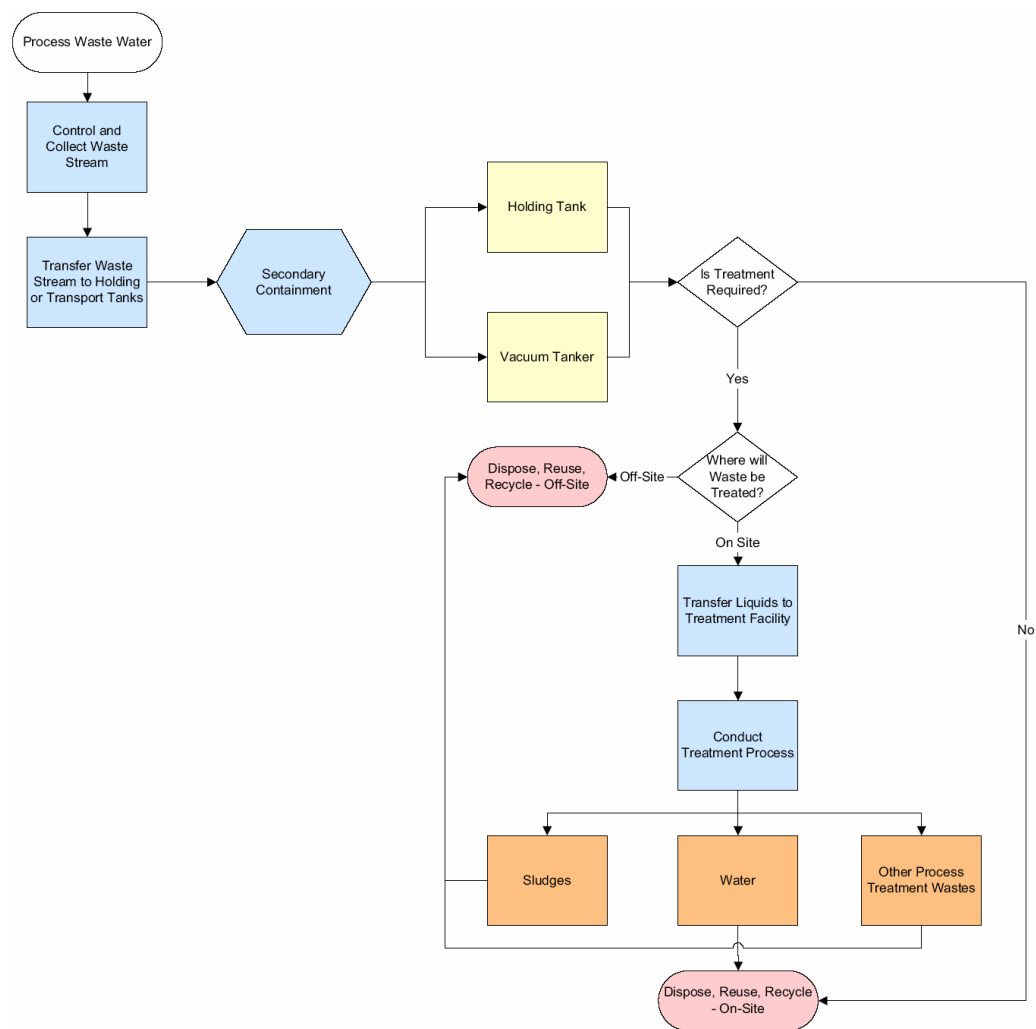 Process Waste Water
Control and
Collect Waste
Stream
Transfer Waste
Stream to Holding
or Transport Tanks
Secondary
Containment
Holding Tank
Vacuum Tanker
Is Treatment
Required?
Yes
No
Where will
Waste be
Treated?
Off-Site
Dispose, Reuse,
Recycle - Off-Site
On Site
Transfer Liquids to
Treatment Facility
Conduct
Treatment Process
Sludges
Water
Other Process
Treatment Wastes
Dispose, Reuse, Recycle
- On-Site